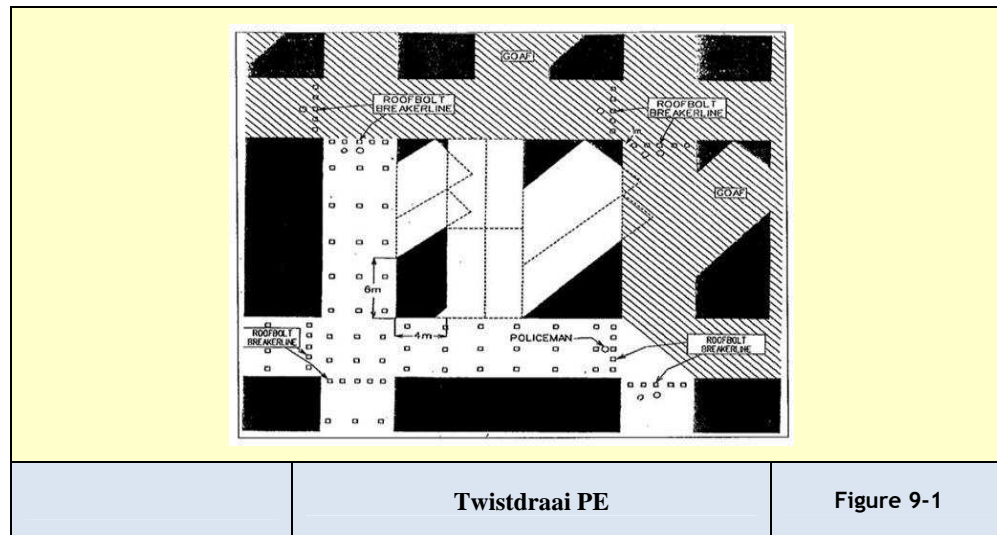 GOAF
ROOFBOLT
BREAKERLINE
ROOFBOLT
BREAKERLINE
GOAF
6m
4m
ROOFBOLT
BREAKERLINE
POLICEMAN
ROOFBOLT
BREAKERLINE
Twistdraai PE
Figure 9-1